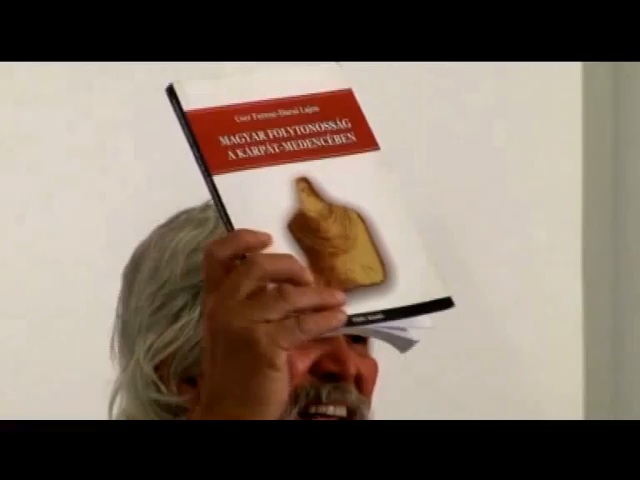 Cser Ferenc-Darai Lajos
MAGYAR FOLYTONOSSÁG
A KÁRPÁT-MEDENCÉBEN